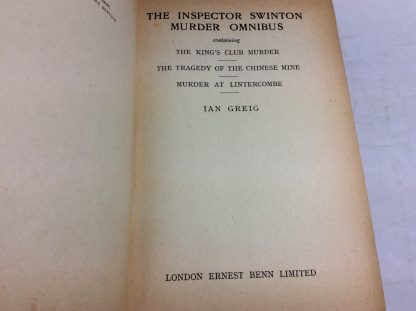 THE INSPECTOR SWINTON
MURDER OMNIBUS
containing
THE KING'S CLUB MURDER
THE TRAGEDY OF THE CHINESE MINE
MURDER AT LINTERCOMBE
IAN GREIG
LONDON ERNEST BENN LIMITED